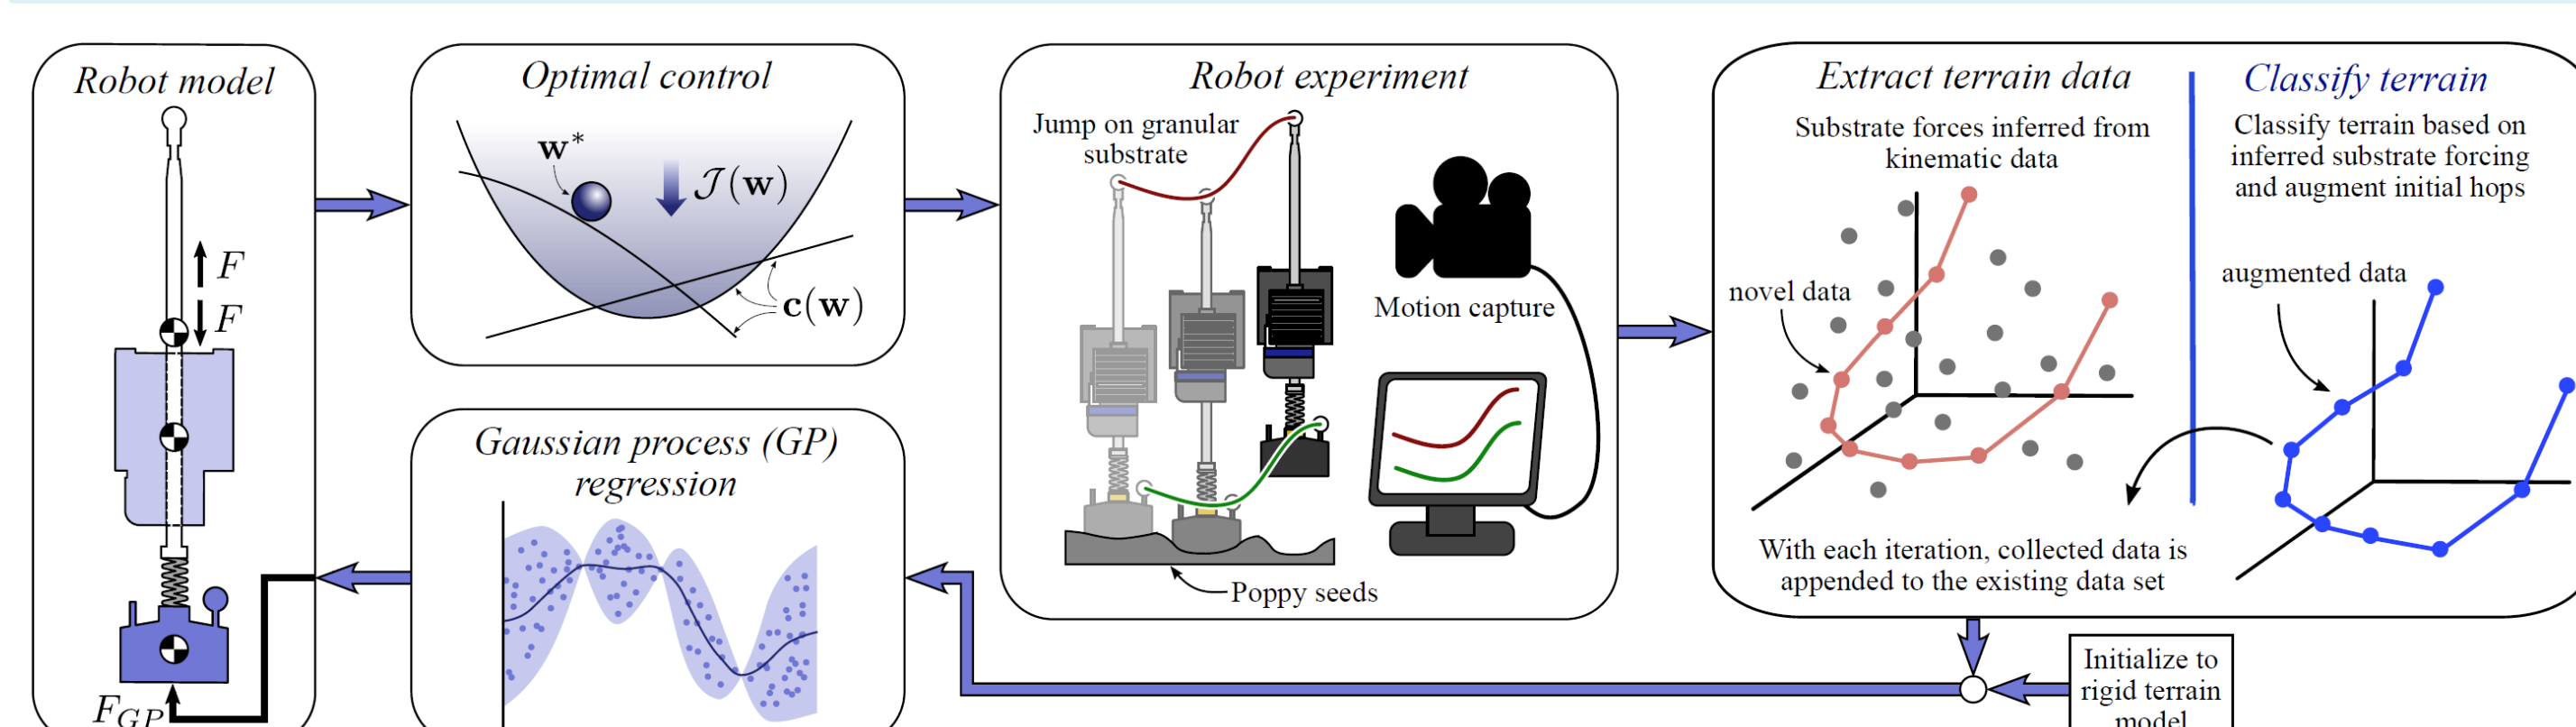 Robot model
F
F
F_{GP}
Optimal control
w*
𝒥(w)
c(w)
Gaussian process (GP)
regression
Robot experiment
Jump on granular
substrate
Motion capture
Poppy seeds
Extract terrain data
Substrate forces inferred from
kinematic data
novel data
With each iteration, collected data is
appended to the existing data set
Classify terrain
Classify terrain based on
inferred substrate forcing
and augment initial hops
augmented data
Initialize to
rigid terrain
model